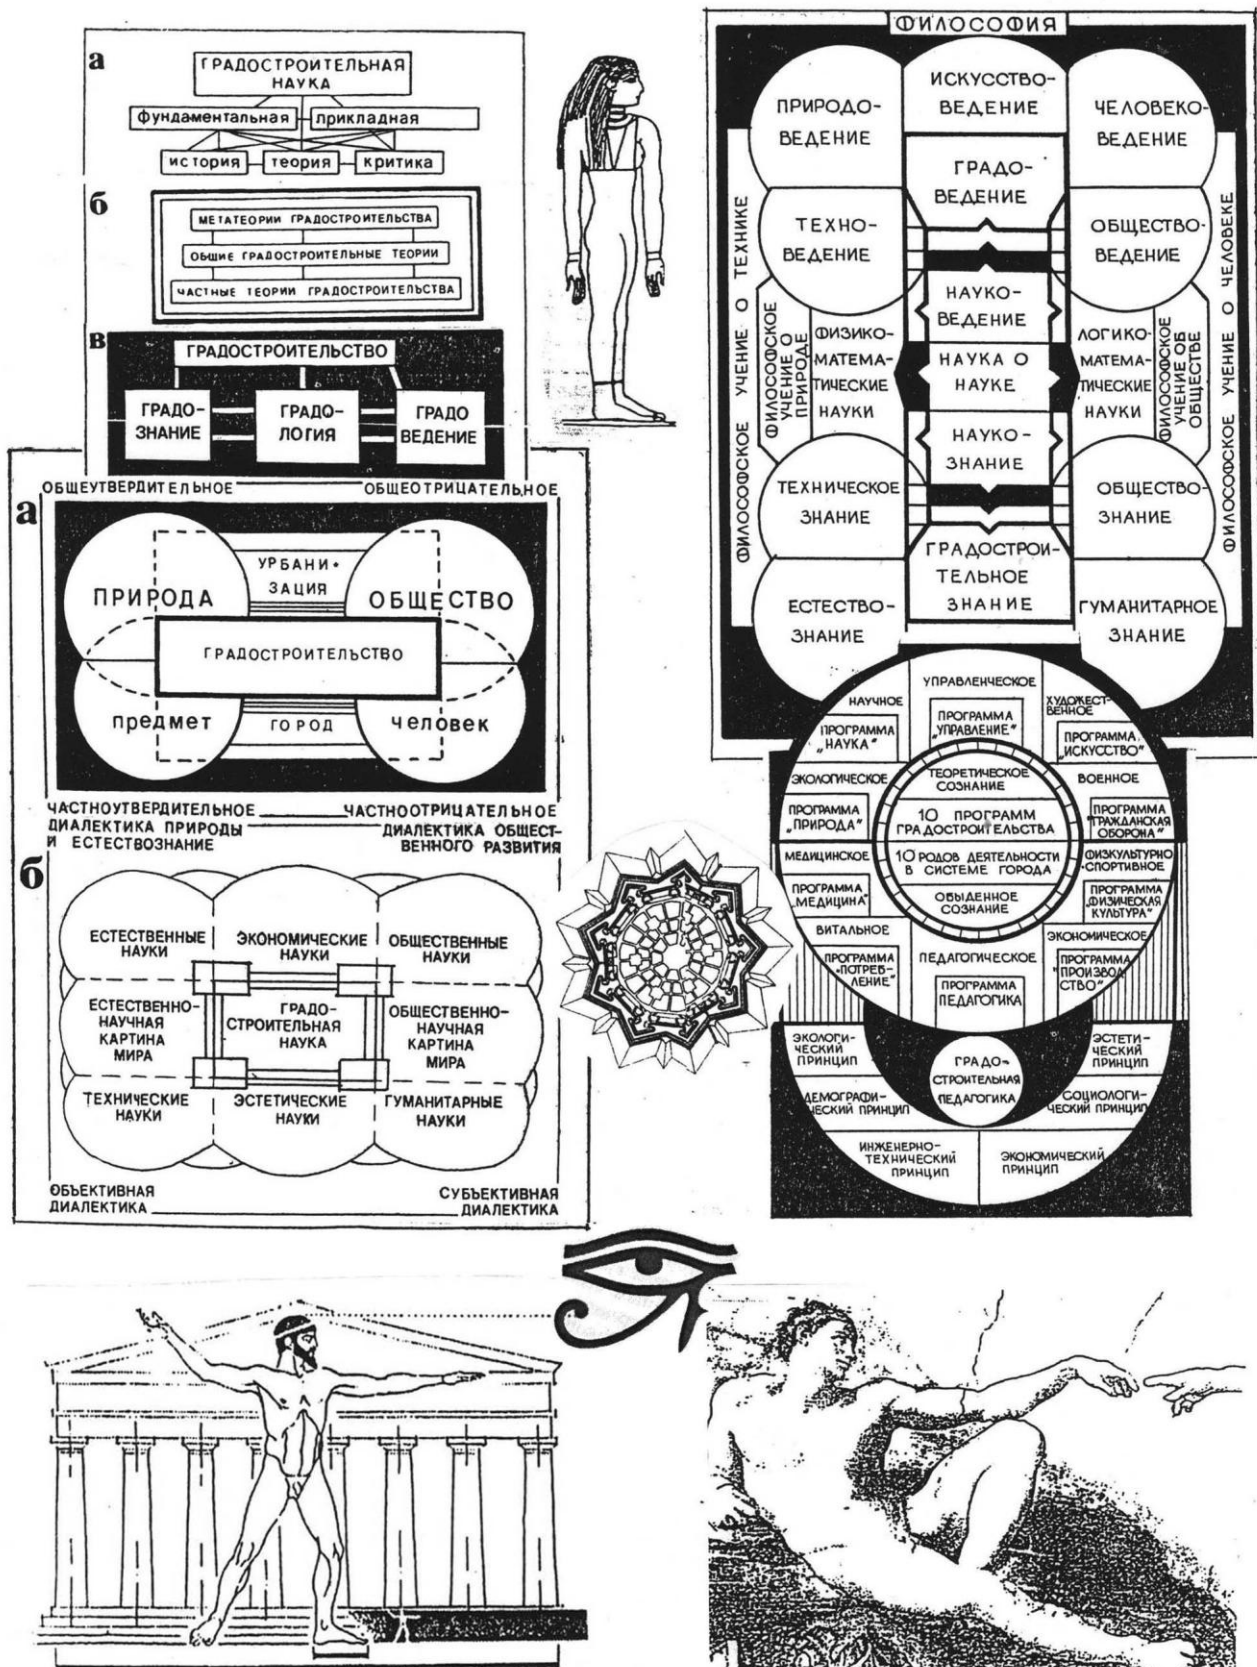 а
ГРАДОСТРОИТЕЛЬНАЯ
НАУКА
фундаментальная
прикладная
история
теория
критика
б
МЕТАТЕОРИИ ГРАДОСТРОИТЕЛЬСТВА
ОБЩИЕ ГРАДОСТРОИТЕЛЬНЫЕ ТЕОРИИ
ЧАСТНЫЕ ТЕОРИИ ГРАДОСТРОИТЕЛЬСТВА
в
ГРАДОСТРОИТЕЛЬСТВО
ГРАДО-
ЗНАНИЕ
ГРАДО-
ЛОГИЯ
ГРАДО
ВЕДЕНИЕ
ОБЩЕУТВЕРДИТЕЛЬНОЕ
ОБЩЕОТРИЦАТЕЛЬНОЕ
а
УРБАНИ-
ЗАЦИЯ
ПРИРОДА
ОБЩЕСТВО
ГРАДОСТРОИТЕЛЬСТВО
предмет
ГОРОД
человек
ЧАСТНОУТВЕРДИТЕЛЬНОЕ
ЧАСТНООТРИЦАТЕЛЬНОЕ
ДИАЛЕКТИКА ПРИРОДЫ
И ЕСТЕСТВОЗНАНИЕ
ДИАЛЕКТИКА ОБЩЕСТ-
ВЕННОГО РАЗВИТИЯ
б
ЕСТЕСТВЕННЫЕ
НАУКИ
ЭКОНОМИЧЕСКИЕ
НАУКИ
ОБЩЕСТВЕННЫЕ
НАУКИ
ЕСТЕСТВЕННО-
НАУЧНАЯ
КАРТИНА
МИРА
ГРАДО-
СТРОИТЕЛЬНАЯ
НАУКА
ОБЩЕСТВЕННО-
НАУЧНАЯ
КАРТИНА
МИРА
ТЕХНИЧЕСКИЕ
НАУКИ
ЭСТЕТИЧЕСКИЕ
НАУКИ
ГУМАНИТАРНЫЕ
НАУКИ
ОБЪЕКТИВНАЯ
ДИАЛЕКТИКА
СУБЪЕКТИВНАЯ
ДИАЛЕКТИКА
ФИЛОСОФИЯ
ПРИРОДО-
ВЕДЕНИЕ
ИСКУССТВО-
ВЕДЕНИЕ
ЧЕЛОВЕКО-
ВЕДЕНИЕ
ГРАДО-
ВЕДЕНИЕ
ТЕХНО-
ВЕДЕНИЕ
ОБЩЕСТВО-
ВЕДЕНИЕ
ФИЛОСОФСКОЕ УЧЕНИЕ О ТЕХНИКЕ
ФИЛОСОФСКОЕ
УЧЕНИЕ О
ПРИРОДЕ
ФИЗИКО-
МАТЕМА-
ТИЧЕСКИЕ
НАУКИ
НАУКО-
ВЕДЕНИЕ
НАУКА О
НАУКЕ
НАУКО-
ЗНАНИЕ
ЛОГИКО-
МАТЕМА-
ТИЧЕСКИЕ
НАУКИ
ФИЛОСОФСКОЕ
УЧЕНИЕ ОБ
ОБЩЕСТВЕ
ФИЛОСОФСКОЕ УЧЕНИЕ О ЧЕЛОВЕКЕ
ТЕХНИЧЕСКОЕ
ЗНАНИЕ
ОБЩЕСТВО-
ЗНАНИЕ
ГРАДОСТРОИ-
ТЕЛЬНОЕ
ЗНАНИЕ
ЕСТЕСТВО-
ЗНАНИЕ
ГУМАНИТАРНОЕ
ЗНАНИЕ
НАУЧНОЕ
ПРОГРАММА
„НАУКА"
УПРАВЛЕНЧЕСКОЕ
ПРОГРАММА
„УПРАВЛЕНИЕ"
ХУДОЖЕСТ-
ВЕННОЕ
ПРОГРАММА
„ИСКУССТВО"
ЭКОЛОГИЧЕСКОЕ
ПРОГРАММА
„ПРИРОДА"
ТЕОРЕТИЧЕСКОЕ
СОЗНАНИЕ
10 ПРОГРАММ
ГРАДОСТРОИТЕЛЬСТВА
10 РОДОВ ДЕЯТЕЛЬНОСТИ
В СИСТЕМЕ ГОРОДА
ОБЫДЕННОЕ
СОЗНАНИЕ
ВОЕННОЕ
ПРОГРАММА
"ГРАЖДАНСКАЯ
ОБОРОНА"
МЕДИЦИНСКОЕ
ПРОГРАММА
„МЕДИЦИНА"
ФИЗКУЛЬТУРНО
-СПОРТИВНОЕ
ПРОГРАММА
"ФИЗИЧЕСКАЯ
КУЛЬТУРА"
ВИТАЛЬНОЕ
ПРОГРАММА
"ПОТРЕБ-
ЛЕНИЕ"
ПЕДАГОГИЧЕСКОЕ
ПРОГРАММА
ПЕДАГОГИКА
ЭКОНОМИЧЕСКОЕ
ПРОГРАММА
"ПРОИЗВОД
СТВО"
ЭКОЛОГИ-
ЧЕСКИЙ
ПРИНЦИП
ГРАДО-
СТРОИТЕЛЬНАЯ
ПЕДАГОГИКА
ЭСТЕТИ-
ЧЕСКИЙ
ПРИНЦИП
ДЕМОГРАФИ-
ЧЕСКИЙ ПРИНЦИП
СОЦИОЛОГИ-
ЧЕСКИЙ ПРИНЦИП
ИНЖЕНЕРНО-
ТЕХНИЧЕСКИЙ
ПРИНЦИП
ЭКОНОМИЧЕСКИЙ
ПРИНЦИП